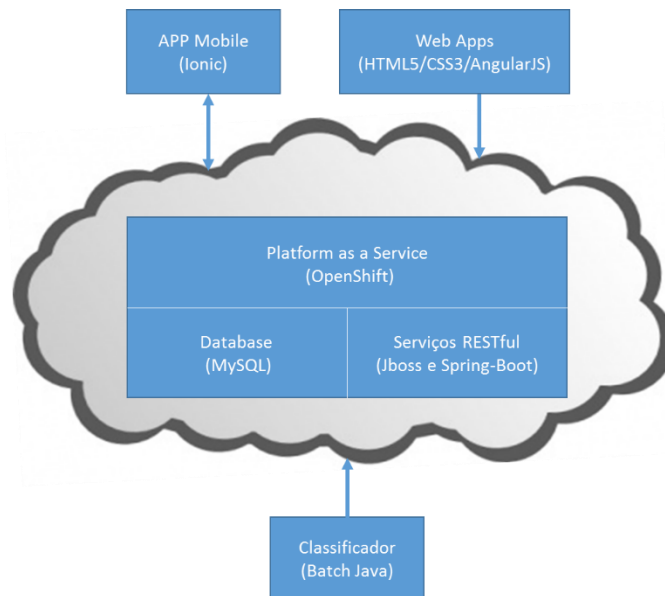 APP Mobile
(Ionic)
Web Apps
(HTML5/CSS3/AngularJS)
Platform as a Service
(OpenShift)
Database
(MySQL)
Serviços RESTful
(Jboss e Spring-Boot)
Classificador
(Batch Java)